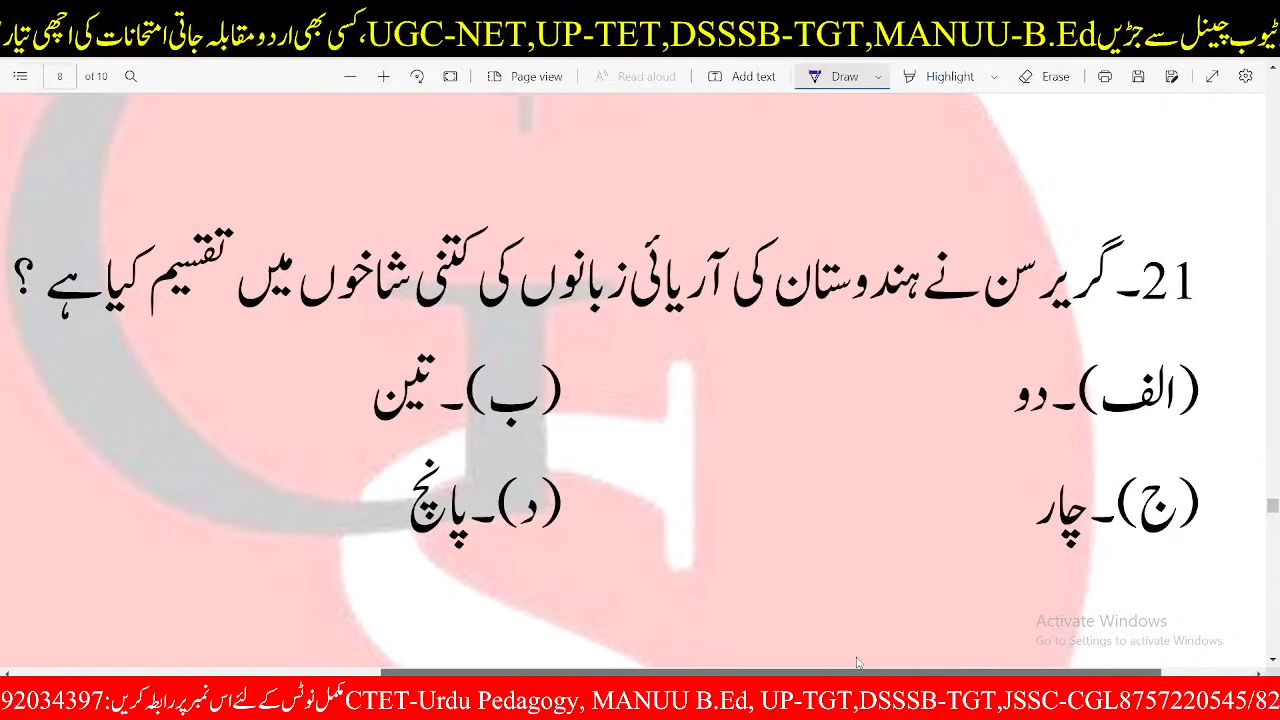 ٹیوب چینل سے جڑیں UGC-NET,UP-TET,DSSSB-TGT,MANUU-B.Ed، کسی بھی اردو مقابلہ جاتی امتحانات کی اچھی تیار
8 of 10 Page view Read aloud Add text Draw Highlight Erase
21۔ گریرسن نے ہندوستان کی آریائی زبانوں کی کتنی شاخوں میں تقسیم کیا ہے ؟
(الف)۔ دو (ب)۔ تین
(ج)۔ چار (د)۔ پانچ
Activate Windows
Go to Settings to activate Windows.
92034397: مکمل نوٹس کے لئے اس نمبر پر رابطہ کریں CTET-Urdu Pedagogy, MANUU B.Ed, UP-TGT,DSSSB-TGT,JSSC-CGL8757220545/82